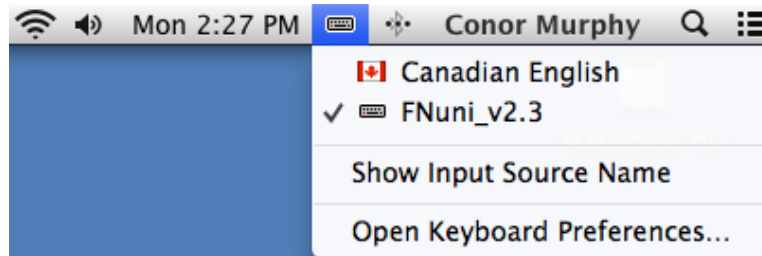 Mon 2:27 PM Conor Murphy
Canadian English
FNuni_v2.3
Show Input Source Name
Open Keyboard Preferences...